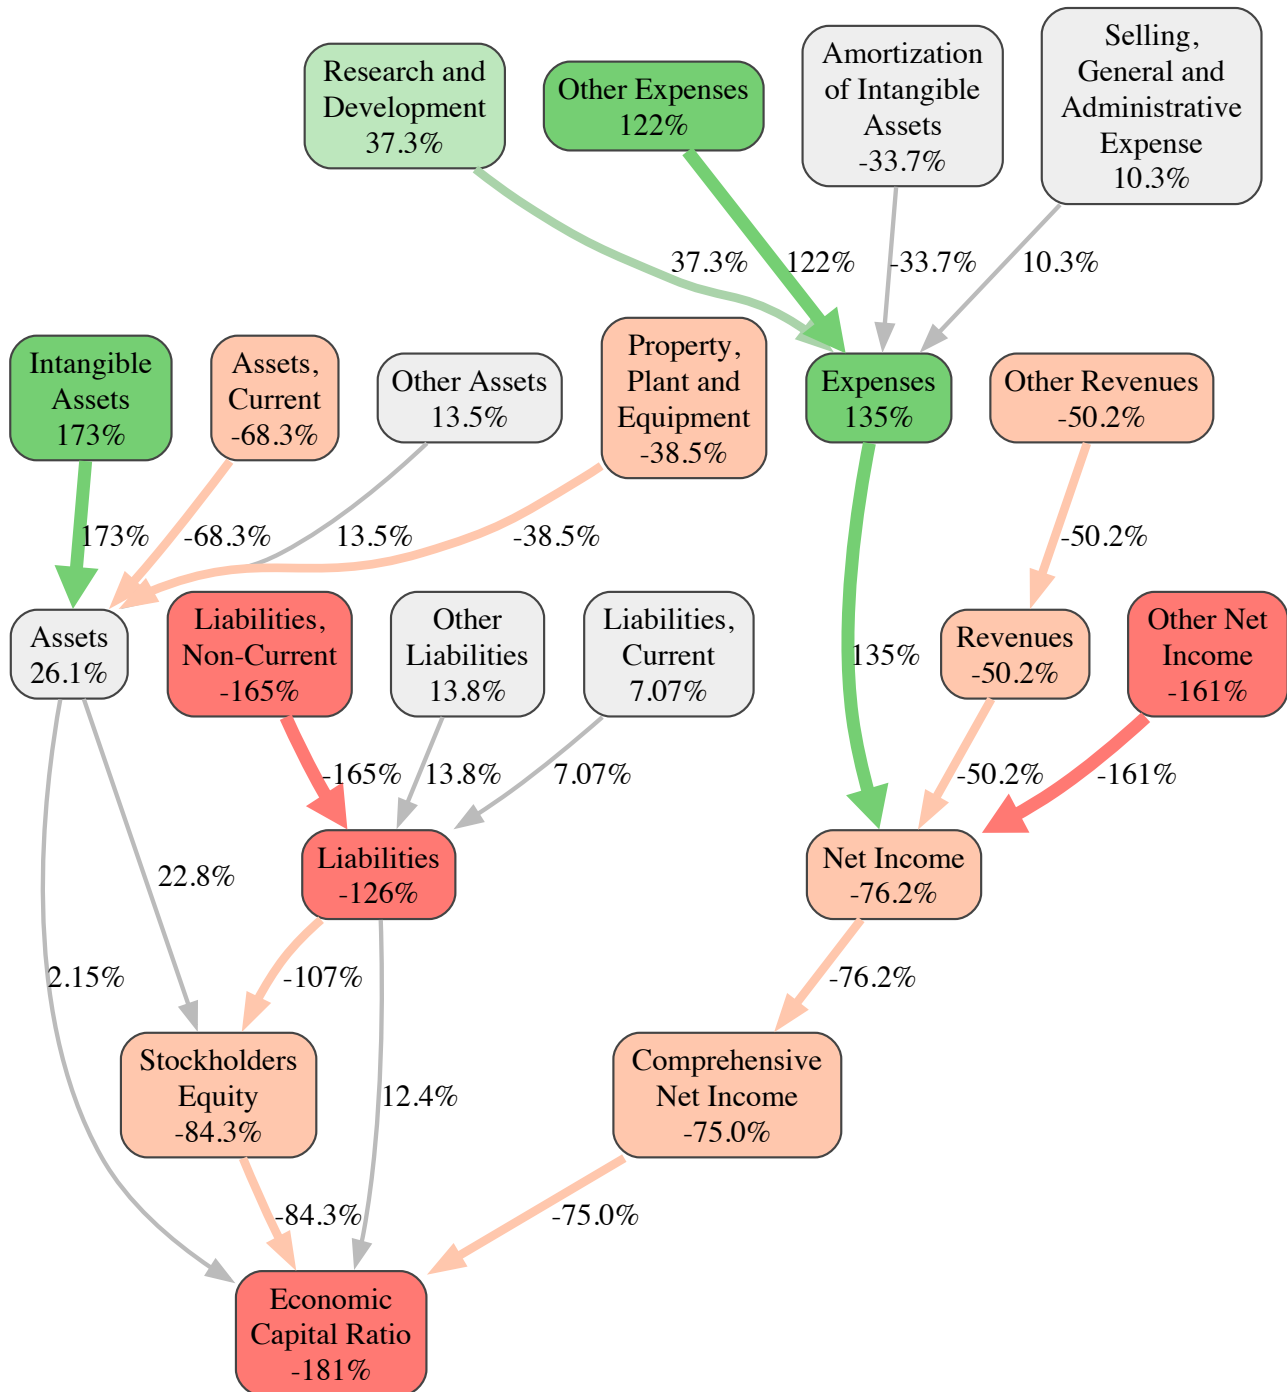 Research and
Development
37.3%
Other Expenses
122%
Amortization
of Intangible
Assets
-33.7%
Selling,
General and
Administrative
Expense
10.3%
37.3%
122%
-33.7%
10.3%
Intangible
Assets
173%
Assets,
Current
-68.3%
Other Assets
13.5%
Property,
Plant and
Equipment
-38.5%
Expenses
135%
Other Revenues
-50.2%
173%
-68.3%
13.5%
-38.5%
-50.2%
Assets
26.1%
Liabilities,
Non-Current
-165%
Other
Liabilities
13.8%
Liabilities,
Current
7.07%
135%
Revenues
-50.2%
Other Net
Income
-161%
-165%
13.8%
7.07%
-50.2%
-161%
22.8%
Liabilities
-126%
Net Income
-76.2%
2.15%
-107%
-76.2%
Stockholders
Equity
-84.3%
12.4%
Comprehensive
Net Income
-75.0%
-84.3%
-75.0%
Economic
Capital Ratio
-181%